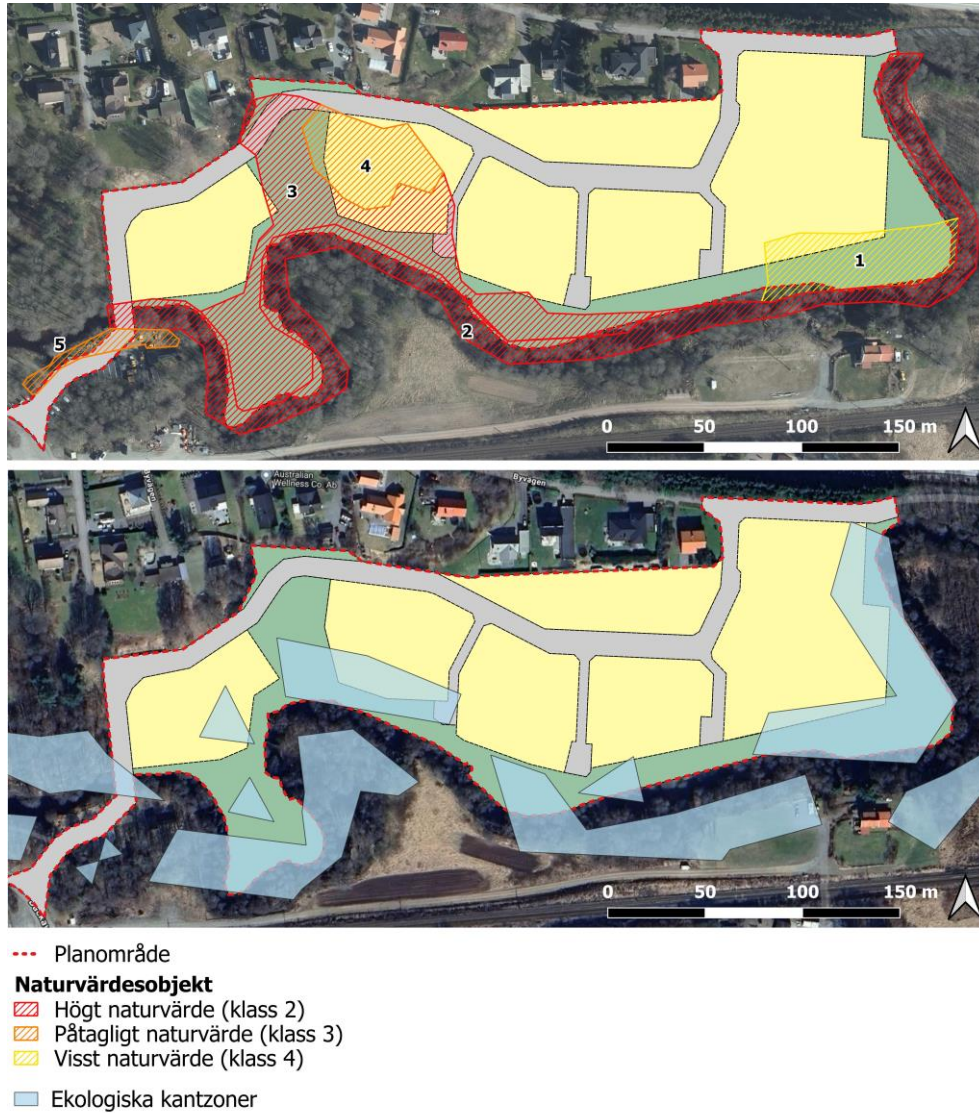 4
3
1
2
5
0 50 100 150 m
Australian
Wellness Co. Ab
Byvägen
Byvägen
0 50 100 150 m
Planområde
Naturvärdesobjekt
Högt naturvärde (klass 2)
Påtagligt naturvärde (klass 3)
Visst naturvärde (klass 4)
Ekologiska kantzoner